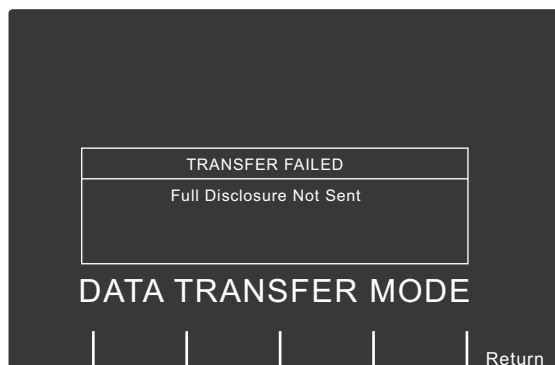 TRANSFER FAILED
Full Disclosure Not Sent
DATA TRANSFER MODE
Return